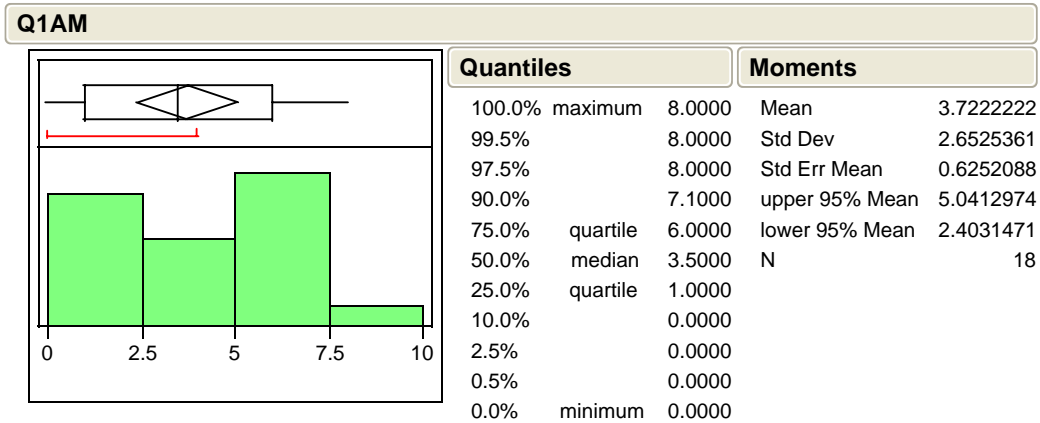 Q1AM
0 2.5 5 7.5 10
Quantiles
100.0% maximum 8.0000
99.5% 8.0000
97.5% 8.0000
90.0% 7.1000
75.0% quartile 6.0000
50.0% median 3.5000
25.0% quartile 1.0000
10.0% 0.0000
2.5% 0.0000
0.5% 0.0000
0.0% minimum 0.0000
Moments
Mean 3.7222222
Std Dev 2.6525361
Std Err Mean 0.6252088
upper 95% Mean 5.0412974
lower 95% Mean 2.4031471
N 18